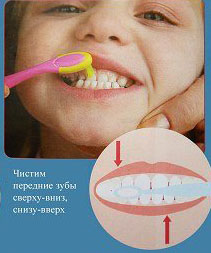 Чистим
передние зубы
сверху-вниз,
снизу-вверх